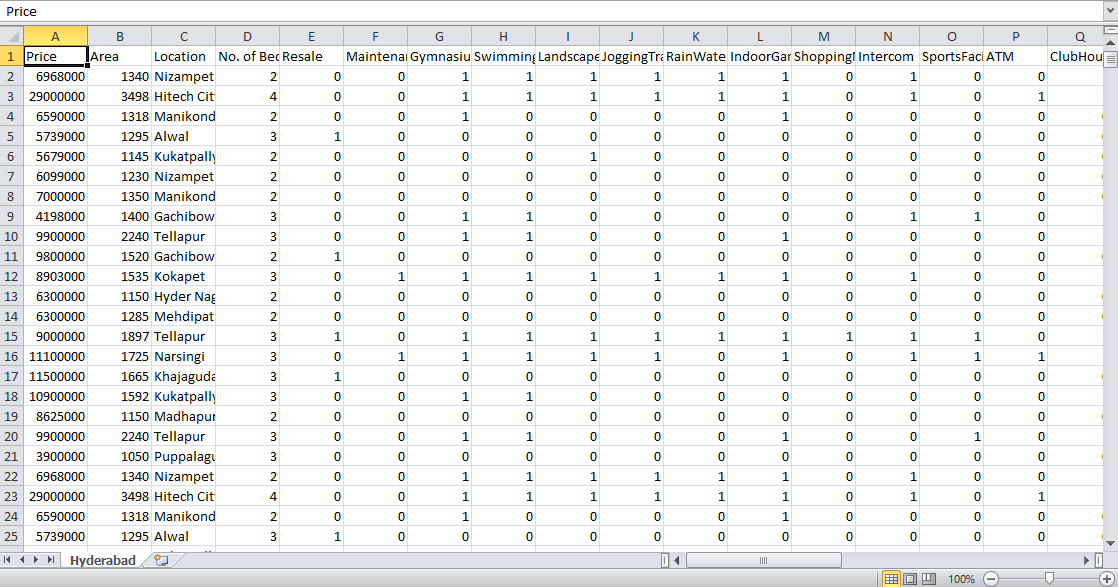 Price
A B C D E F G H I J K L M N O P Q
1 Price Area Location No. of Bed Resale Maintenan Gymnasiu Swimming Landscape JoggingTra RainWate IndoorGar Shopping Intercom SportsFaci ATM ClubHou
2 6968000 1340 Nizampet 2 0 0 1 1 1 1 1 1 0 1 0 0
3 29000000 3498 Hitech Cit 4 0 0 1 1 1 1 1 1 0 1 0 1
4 6590000 1318 Manikond 2 0 0 1 0 0 0 0 1 0 0 0 0
5 5739000 1295 Alwal 3 1 0 0 0 0 0 0 0 0 0 0 0
6 5679000 1145 Kukatpally 2 0 0 0 0 1 0 0 0 0 0 0 0
7 6099000 1230 Nizampet 2 0 0 0 0 0 0 0 0 0 0 0 0
8 7000000 1350 Manikond 2 0 0 0 0 0 0 0 0 0 0 0 0
9 4198000 1400 Gachibow 3 0 0 1 1 0 0 0 0 0 1 1 0
10 9900000 2240 Tellapur 3 0 0 1 1 0 0 0 1 0 0 0 0
11 9800000 1520 Gachibow 2 1 0 0 0 0 0 0 0 0 0 0 0
12 8903000 1535 Kokapet 3 0 1 1 1 1 1 1 1 0 1 0 0
13 6300000 1150 Hyder Nag 2 0 0 0 0 0 0 0 0 0 0 0 0
14 6300000 1285 Mehdipat 2 0 0 0 0 0 0 0 0 0 0 0 0
15 9000000 1897 Tellapur 3 1 0 1 1 1 1 1 1 1 1 1 0
16 11100000 1725 Narsingi 3 0 1 1 1 1 1 0 1 0 1 1 1
17 11500000 1665 Khajaguda 3 1 0 0 0 0 0 0 0 0 0 0 0
18 10900000 1592 Kukatpally 3 0 0 1 1 0 0 0 0 0 0 0 0
19 8625000 1150 Madhapur 2 0 0 0 0 0 0 0 0 0 0 0 0
20 9900000 2240 Tellapur 3 0 0 1 1 0 0 0 1 0 0 1 0
21 3900000 1050 Puppalagu 3 0 0 0 0 0 0 0 0 0 0 0 0
22 6968000 1340 Nizampet 2 0 0 1 1 1 1 1 1 0 1 0 0
23 29000000 3498 Hitech Cit 4 0 0 1 1 1 1 1 1 0 1 0 1
24 6590000 1318 Manikond 2 0 0 1 0 0 0 0 1 0 0 0 0
25 5739000 1295 Alwal 3 1 0 0 0 0 0 0 0 0 0 0 0
Hyderabad
100%